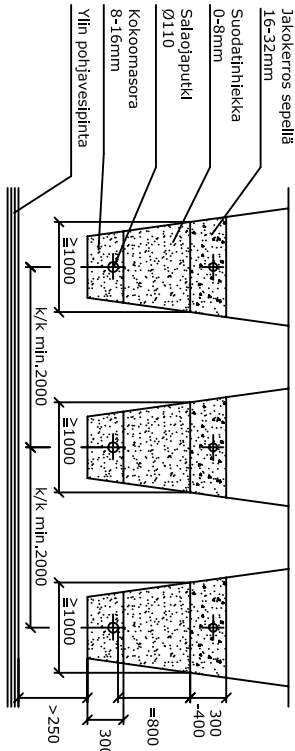 Jakokerros sepellä
16-32mm
Suodatinhiekka
0-8mm
Salaojaputki
Ø110
Kokoomasora
8-16mm
Ylin pohjavesipinta
=>1000
=>1000
=>1000
k/k min.2000
k/k min.2000
300
-400
=800
300
>250